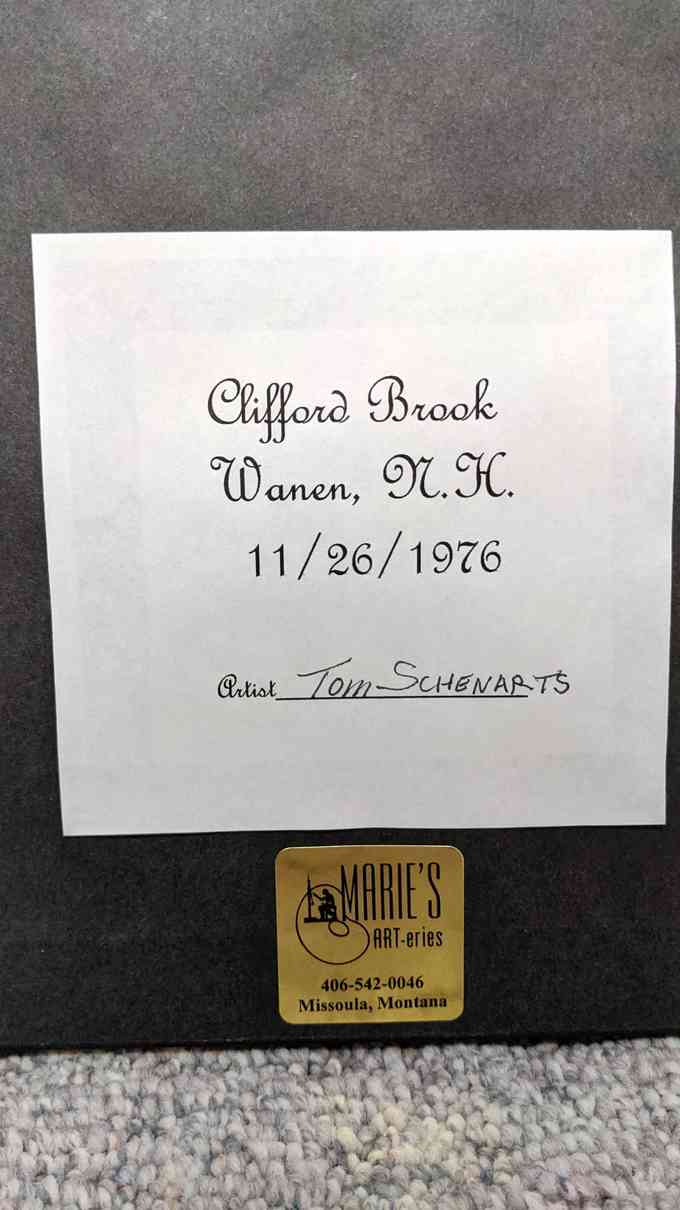 Clifford Brook
Wanen, N.H.
11/26/1976
Artist Tom Schenarts
MARIE'S
ART-eries
406-542-0046
Missoula, Montana